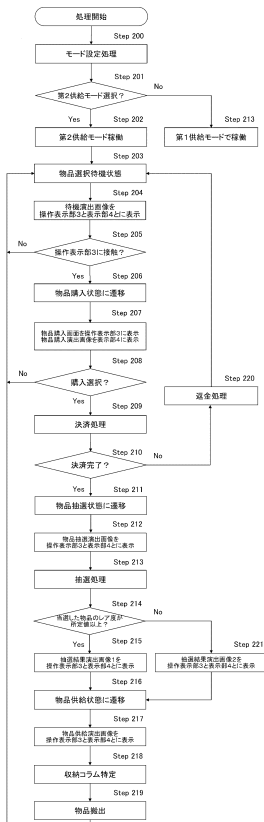 処理開始
Step 200
モード設定処理
Step 201
第2供給モード選択？
No
Step 213
Yes
Step 202
第2供給モード稼働
第1供給モードで稼働
Step 203
物品選択待機状態
Step 204
待機演出画像を
操作表示部3と表示部4とに表示
Step 205
操作表示部3に接触？
No
Yes
Step 206
物品購入状態に遷移
Step 207
物品購入画面を操作表示部3に表示
物品購入演出画像を表示部4に表示
Step 208
購入選択？
No
Yes
Step 209
決済処理
Step 220
返金処理
Step 210
決済完了？
No
Yes
Step 211
物品抽選状態に遷移
Step 212
物品抽選演出画像を
操作表示部3と表示部4とに表示
Step 213
抽選処理
Step 214
当選した物品のレア度が
所定値以上？
No
Yes
Step 215
抽選結果演出画像1を
操作表示部3と表示部4とに表示
Step 221
抽選結果演出画像2を
操作表示部3と表示部4とに表示
Step 216
物品供給状態に遷移
Step 217
物品供給演出画像を
操作表示部3と表示部4とに表示
Step 218
収納コラム特定
Step 219
物品搬出